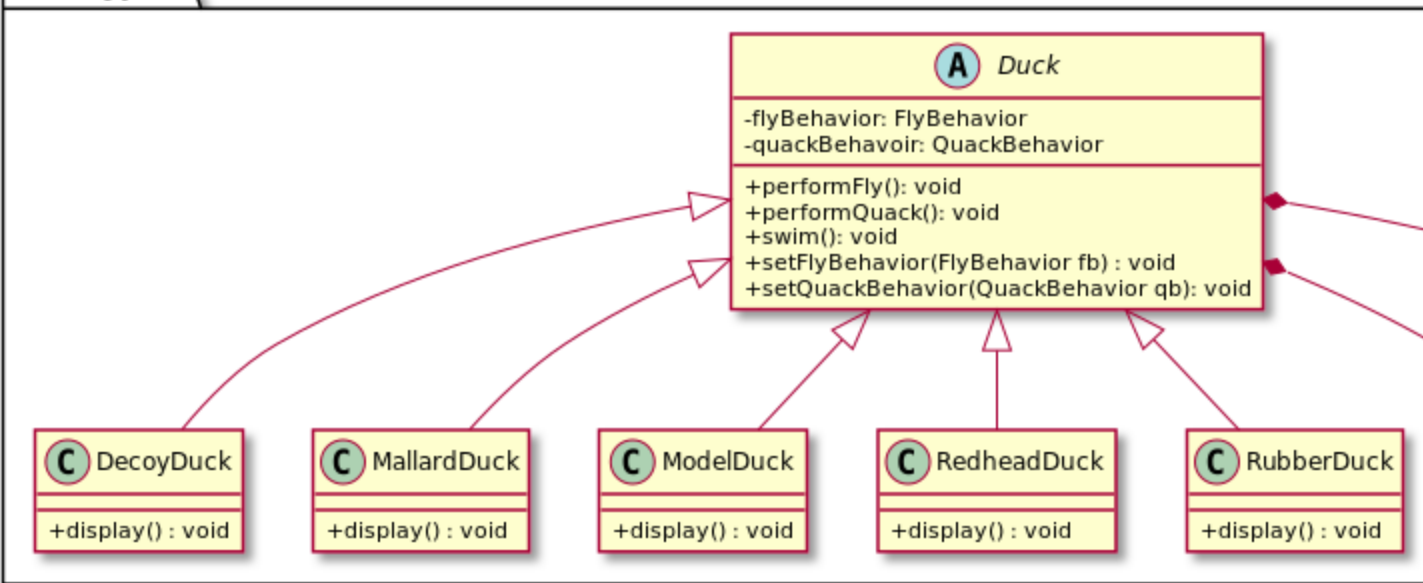 A Duck
-flyBehavior: FlyBehavior
-quackBehavoir: QuackBehavior
+performFly(): void
+performQuack(): void
+swim(): void
+setFlyBehavior(FlyBehavior fb) : void
+setQuackBehavior(QuackBehavior qb): void
C DecoyDuck
+display() : void
C MallardDuck
+display() : void
C ModelDuck
+display() : void
C RedheadDuck
+display() : void
C RubberDuck
+display() : void